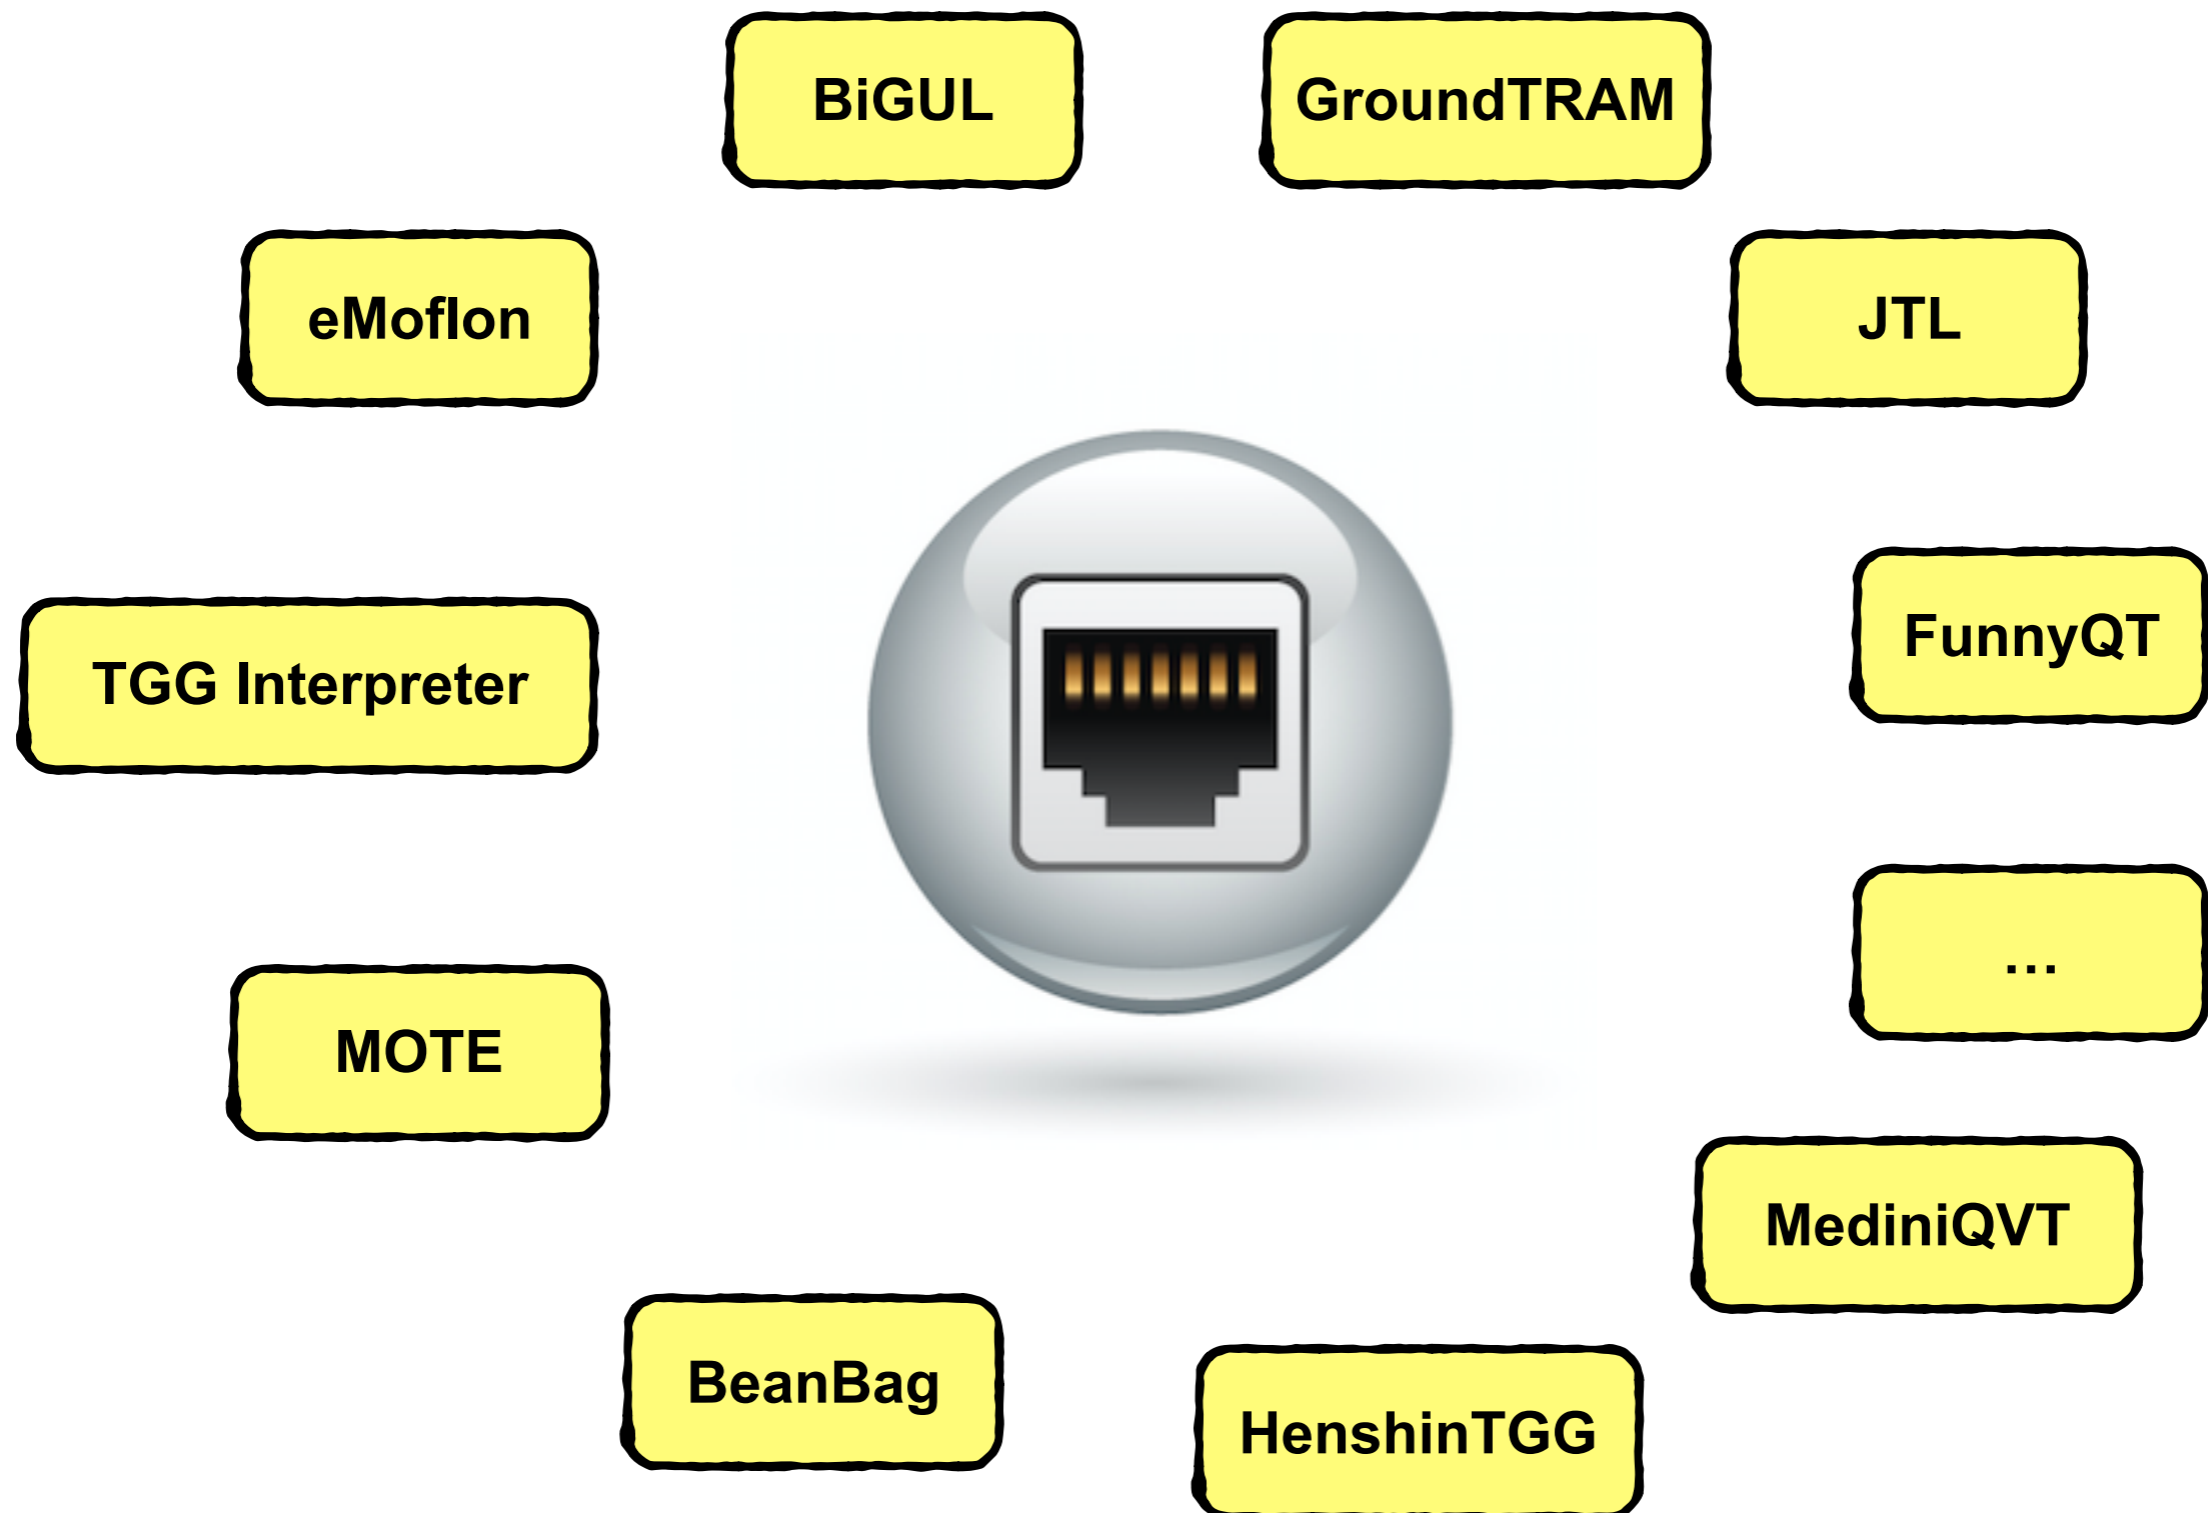 BiGUL
GroundTRAM
eMoflon
JTL
FunnyQT
TGG Interpreter
...
MOTE
MediniQVT
BeanBag
HenshinTGG